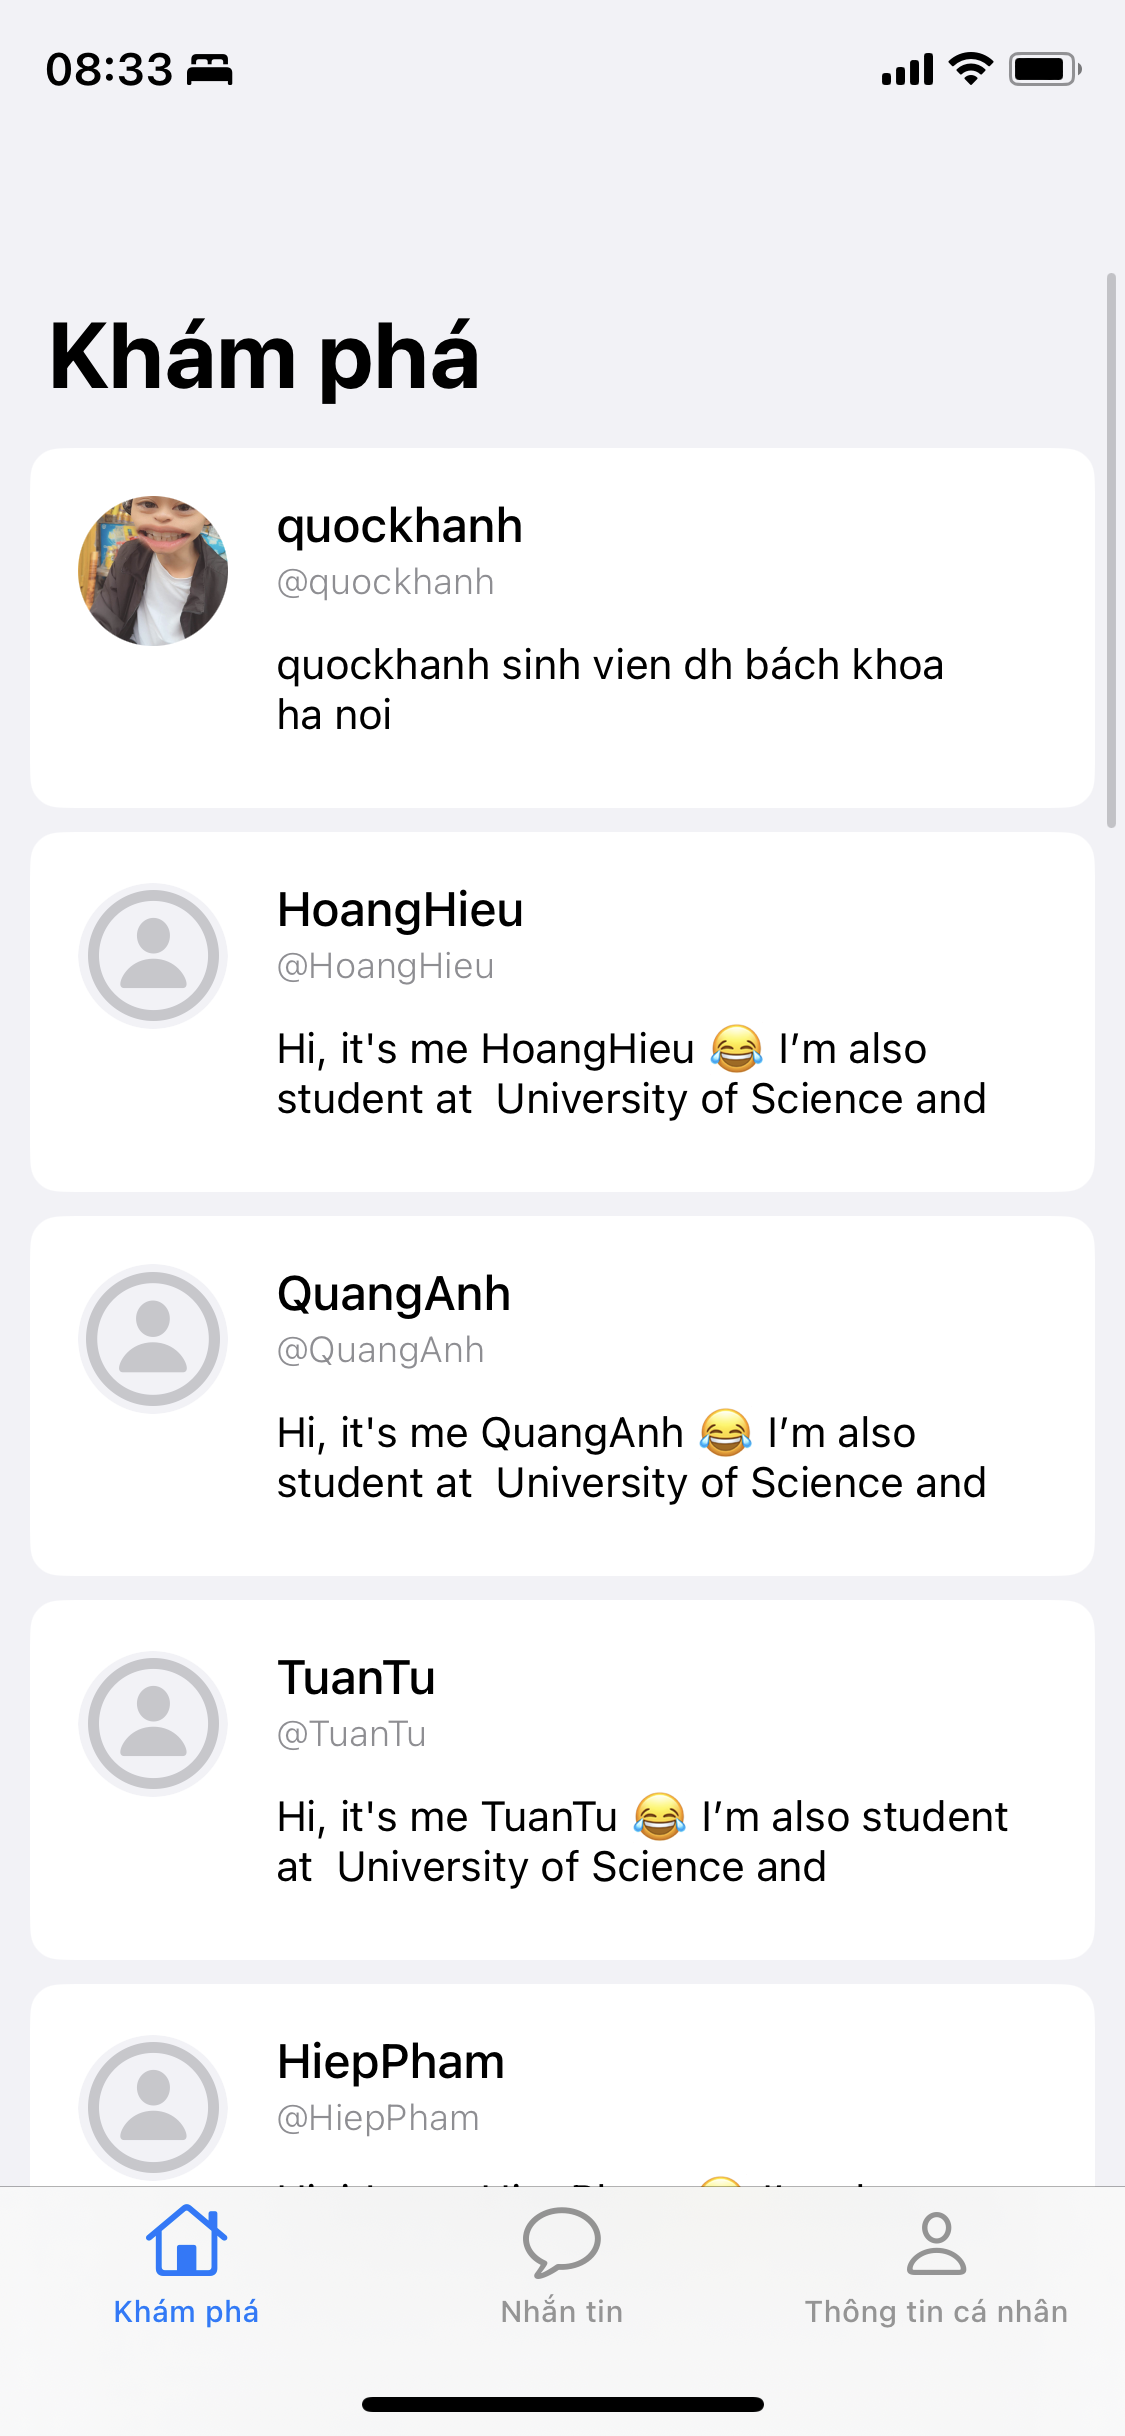 08:33
Khám phá
quockhanh
@quockhanh
quockhanh sinh vien dh bách khoa
ha noi
HoangHieu
@HoangHieu
Hi, it's me HoangHieu 😂 I’m also
student at  University of Science and
QuangAnh
@QuangAnh
Hi, it's me QuangAnh 😂 I’m also
student at  University of Science and
TuanTu
@TuanTu
Hi, it's me TuanTu 😂 I’m also student
at  University of Science and
HiepPham
@HiepPham
Khám phá
Nhắn tin
Thông tin cá nhân